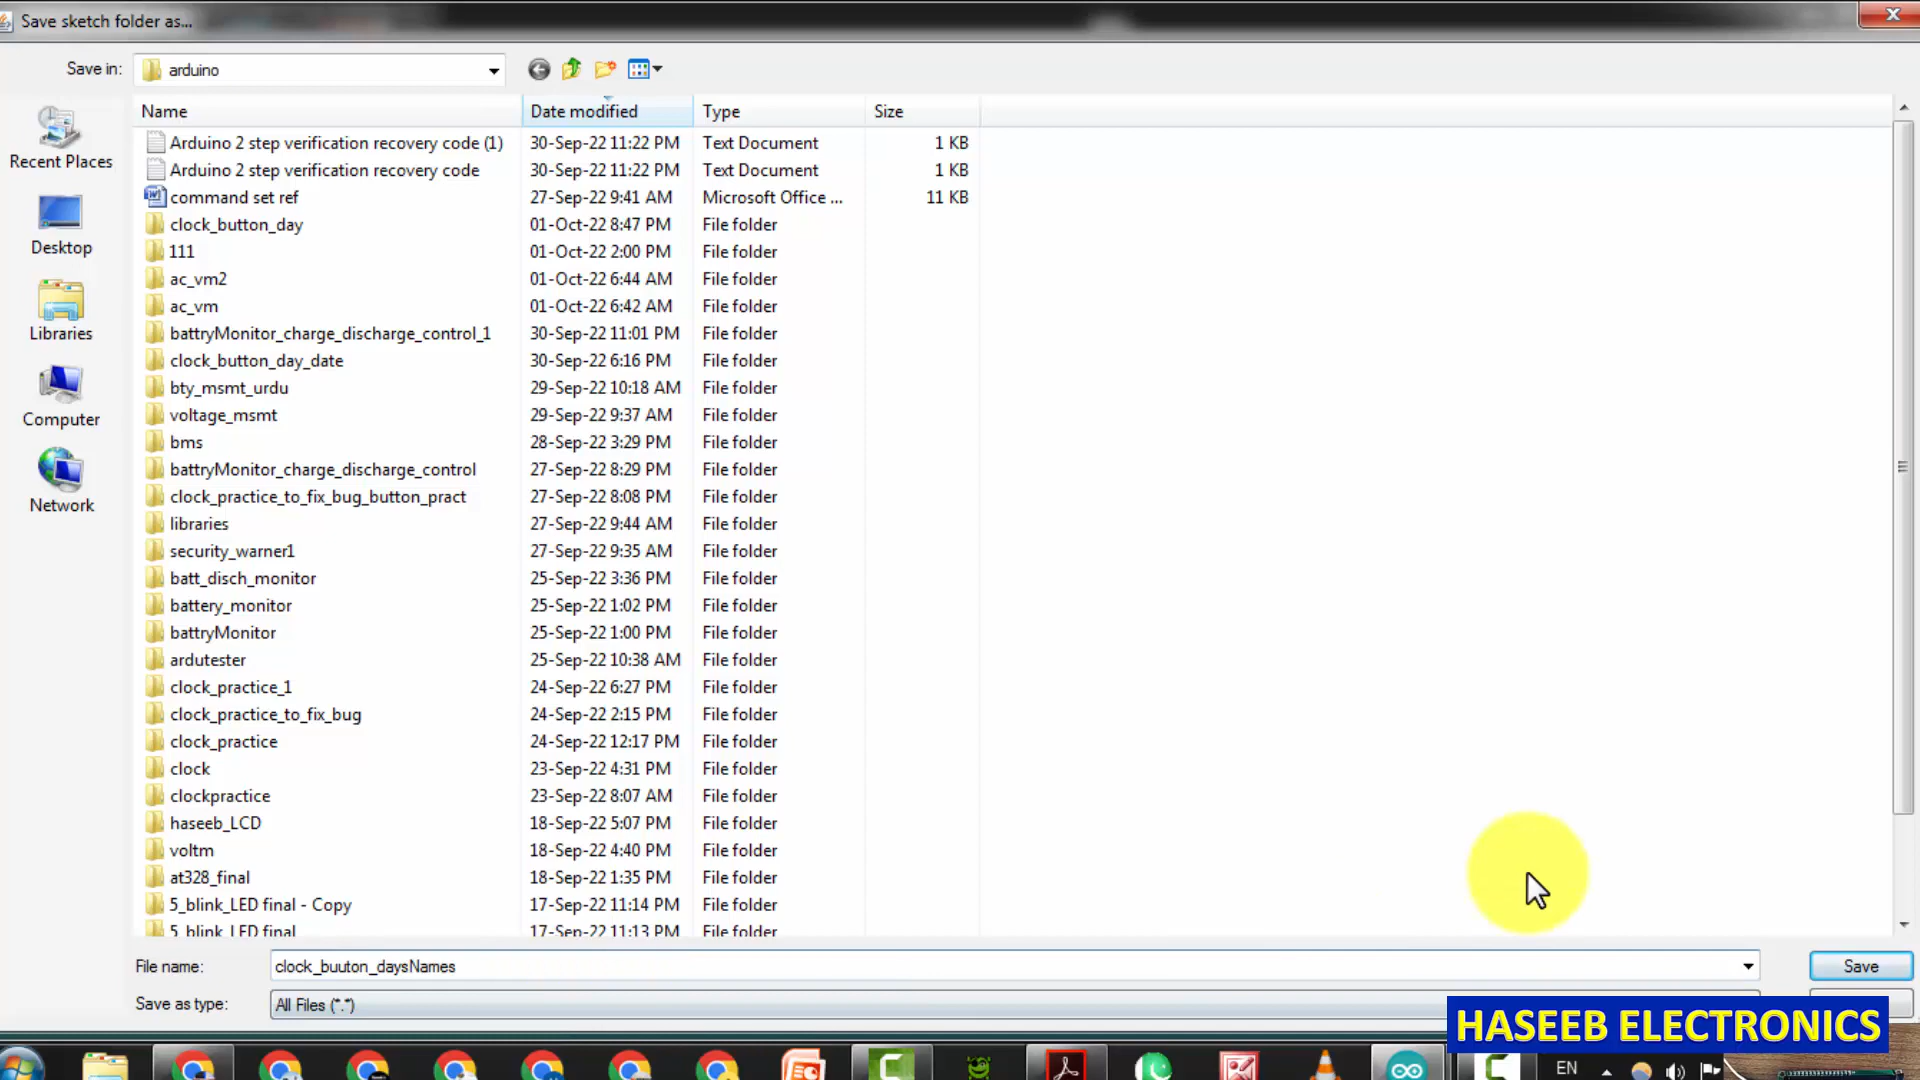 Save sketch folder as...
Save in: arduino
Name Date modified Type Size
Arduino 2 step verification recovery code (1) 30-Sep-22 11:22 PM Text Document 1 KB
Arduino 2 step verification recovery code 30-Sep-22 11:22 PM Text Document 1 KB
command set ref 27-Sep-22 9:41 AM Microsoft Office ... 11 KB
clock_button_day 01-Oct-22 8:47 PM File folder
111 01-Oct-22 2:00 PM File folder
ac_vm2 01-Oct-22 6:44 AM File folder
ac_vm 01-Oct-22 6:42 AM File folder
battryMonitor_charge_discharge_control_1 30-Sep-22 11:01 PM File folder
clock_button_day_date 30-Sep-22 6:16 PM File folder
bty_msmt_urdu 29-Sep-22 10:18 AM File folder
voltage_msmt 29-Sep-22 9:37 AM File folder
bms 28-Sep-22 3:29 PM File folder
battryMonitor_charge_discharge_control 27-Sep-22 8:29 PM File folder
clock_practice_to_fix_bug_button_pract 27-Sep-22 8:08 PM File folder
libraries 27-Sep-22 9:44 AM File folder
security_warner1 27-Sep-22 9:35 AM File folder
batt_disch_monitor 25-Sep-22 3:36 PM File folder
battery_monitor 25-Sep-22 1:02 PM File folder
battryMonitor 25-Sep-22 1:00 PM File folder
ardutester 25-Sep-22 10:38 AM File folder
clock_practice_1 24-Sep-22 6:27 PM File folder
clock_practice_to_fix_bug 24-Sep-22 2:15 PM File folder
clock_practice 24-Sep-22 12:17 PM File folder
clock 23-Sep-22 4:31 PM File folder
clockpractice 23-Sep-22 8:07 AM File folder
haseeb_LCD 18-Sep-22 5:07 PM File folder
voltm 18-Sep-22 4:40 PM File folder
at328_final 18-Sep-22 1:35 PM File folder
5_blink_LED final - Copy 17-Sep-22 11:14 PM File folder
5_blink_LED final 17-Sep-22 11:13 PM File folder
Recent Places
Desktop
Libraries
Computer
Network
File name: clock_buuton_daysNames Save
Save as type: All Files (*.*)
HASEEB ELECTRONICS
EN